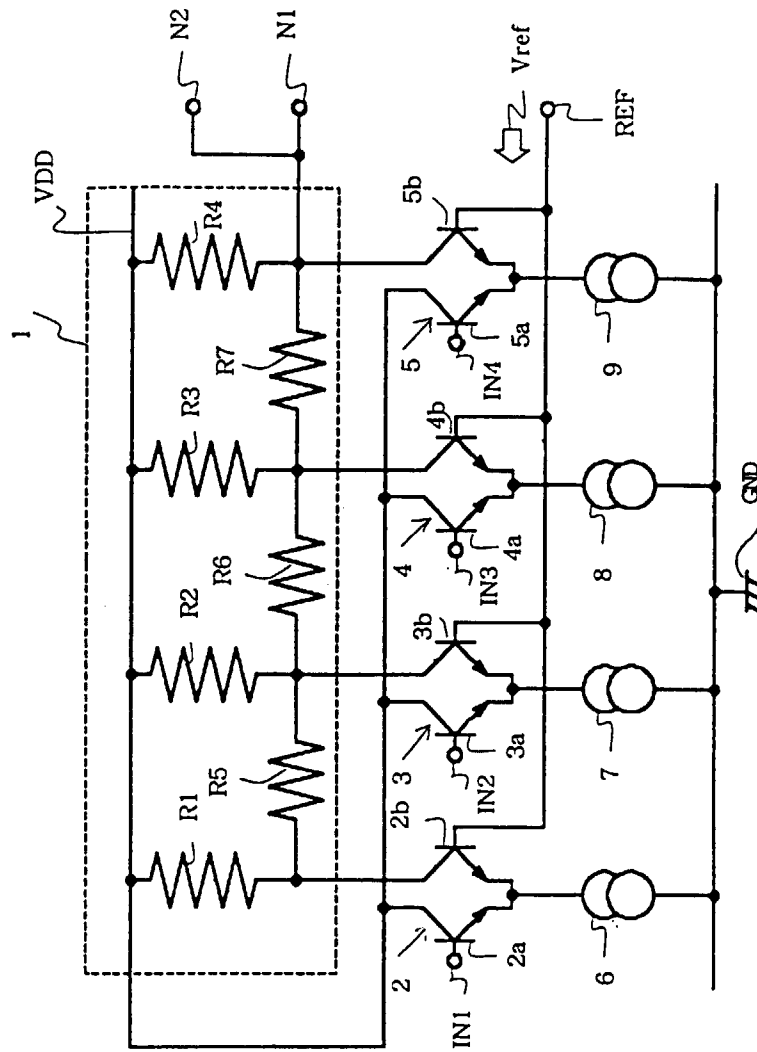 1
VDD
N2
N1
R1
R2
R3
R4
R5
R6
R7
Vref
REF
2
2b
3
3b
4
4b
5
5b
IN1
2a
IN2
3a
IN3
4a
IN4
5a
6
7
8
9
GND